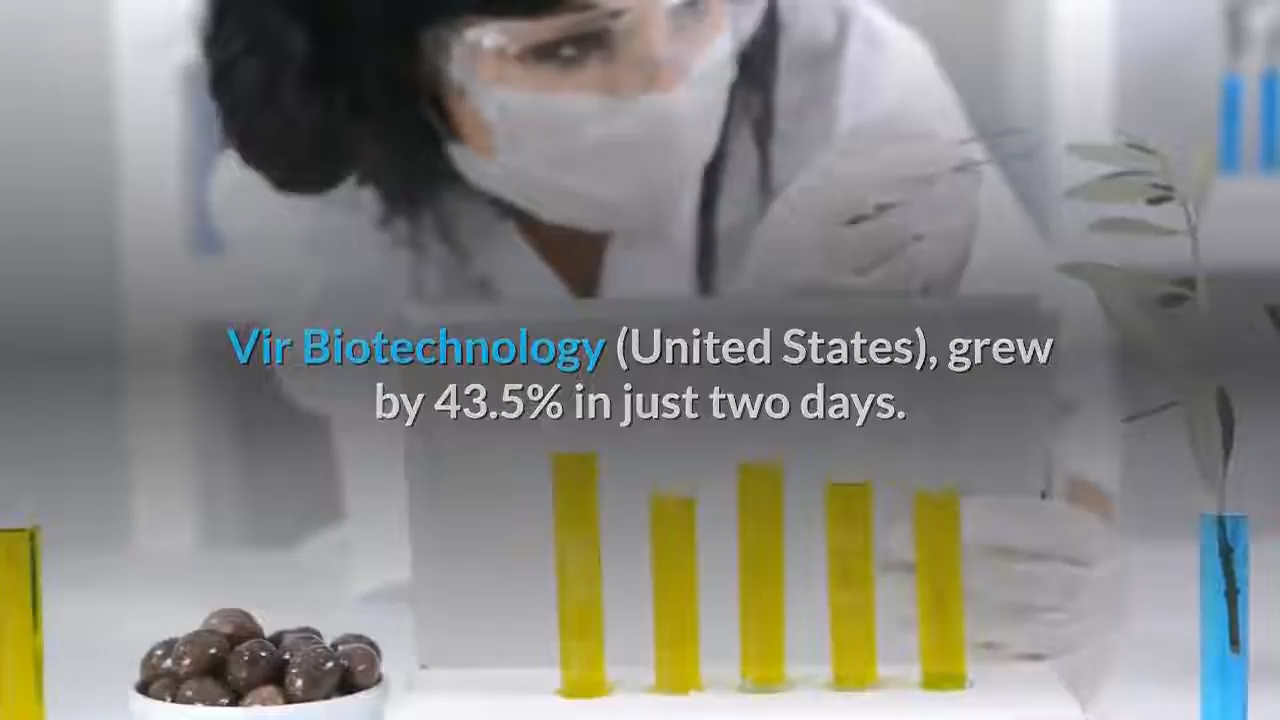 Vir Biotechnology (United States), grew
by 43.5% in just two days.